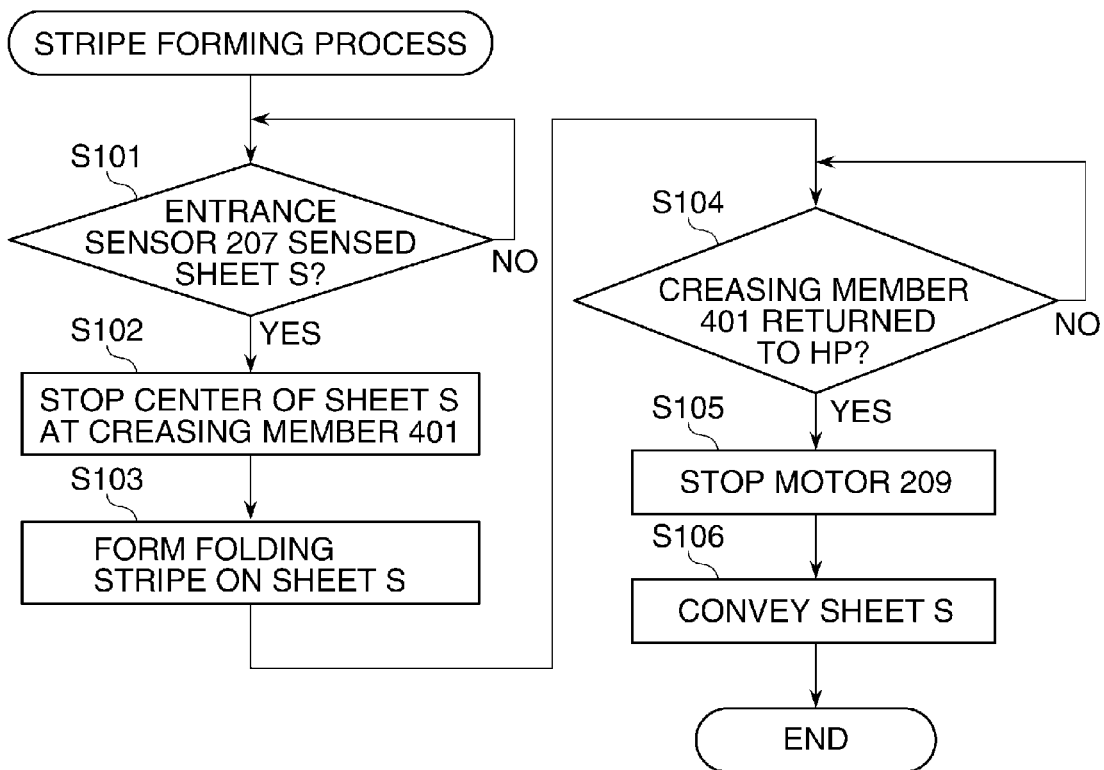 STRIPE FORMING PROCESS
S101
ENTRANCE
SENSOR 207 SENSED
SHEET S?
NO
YES
S102
STOP CENTER OF SHEET S
AT CREASING MEMBER 401
S103
FORM FOLDING
STRIPE ON SHEET S
S104
CREASING MEMBER
401 RETURNED
TO HP?
NO
YES
S105
STOP MOTOR 209
S106
CONVEY SHEET S
END